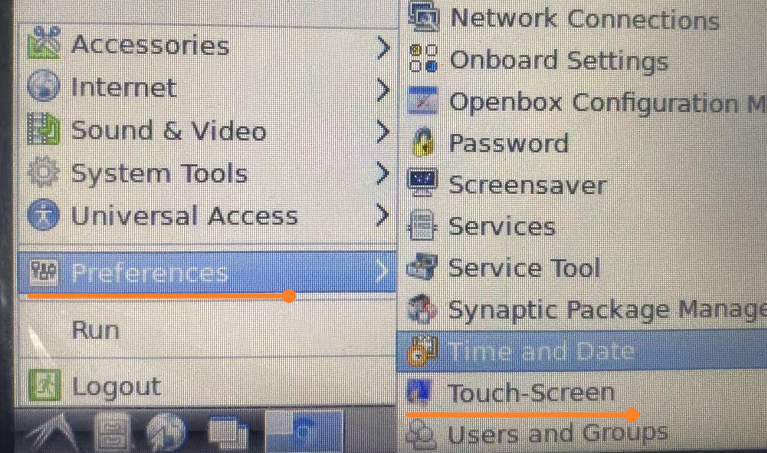 Accessories
Internet
Sound & Video
System Tools
Universal Access
Preferences
Run
Logout
Network Connections
Onboard Settings
Openbox Configuration M
Password
Screensaver
Services
Service Tool
Synaptic Package Manage
Time and Date
Touch-Screen
Users and Groups